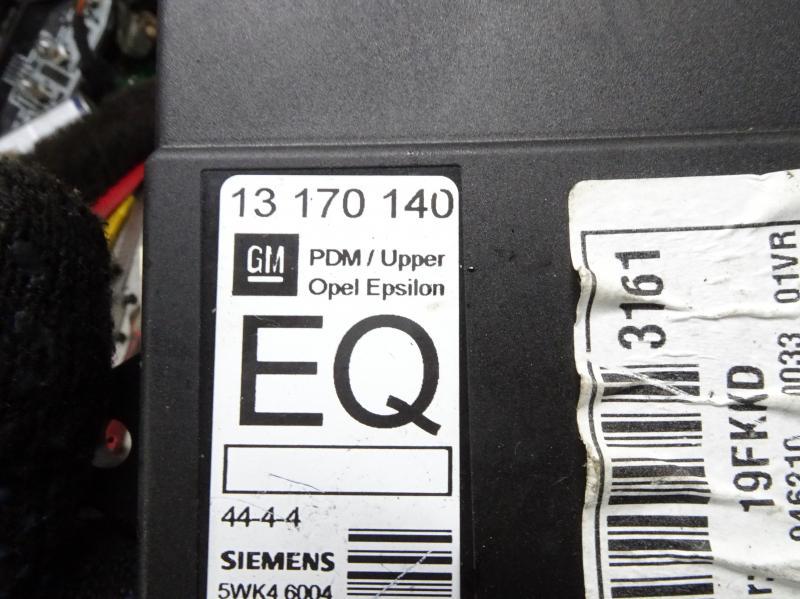 13 170 140
GM
PDM / Upper
Opel Epsilon
EQ
44-4-4
SIEMENS
5WK4 6004
3161
19FKKD
01VR